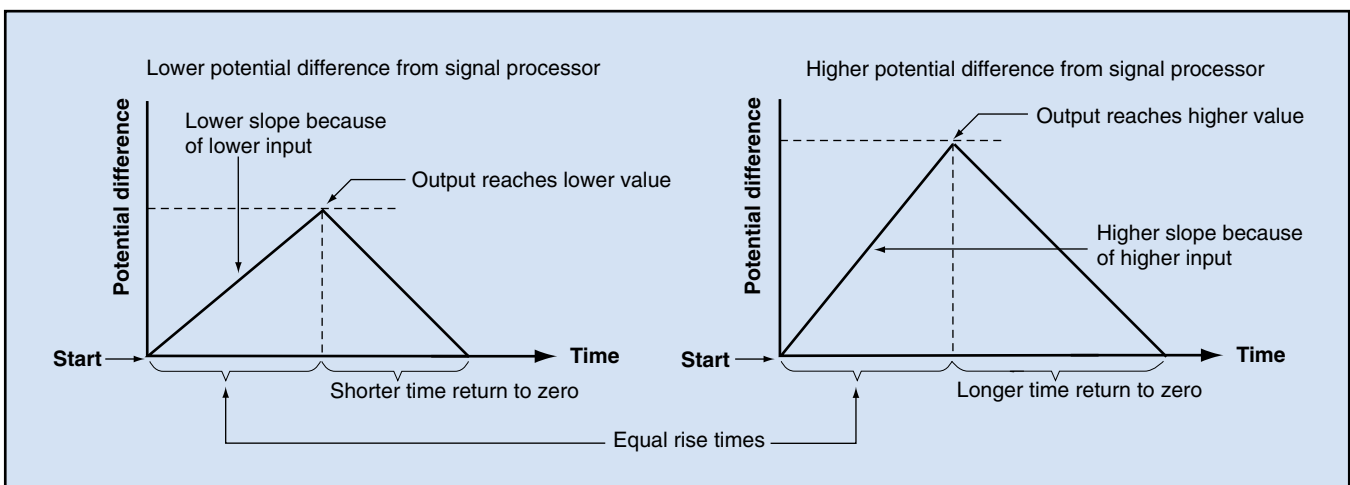 Lower potential difference from signal processor
Potential difference
Lower slope because
of lower input
Output reaches lower value
Start
Time
Shorter time return to zero
Higher potential difference from signal processor
Potential difference
Output reaches higher value
Higher slope because
of higher input
Start
Time
Longer time return to zero
Equal rise times